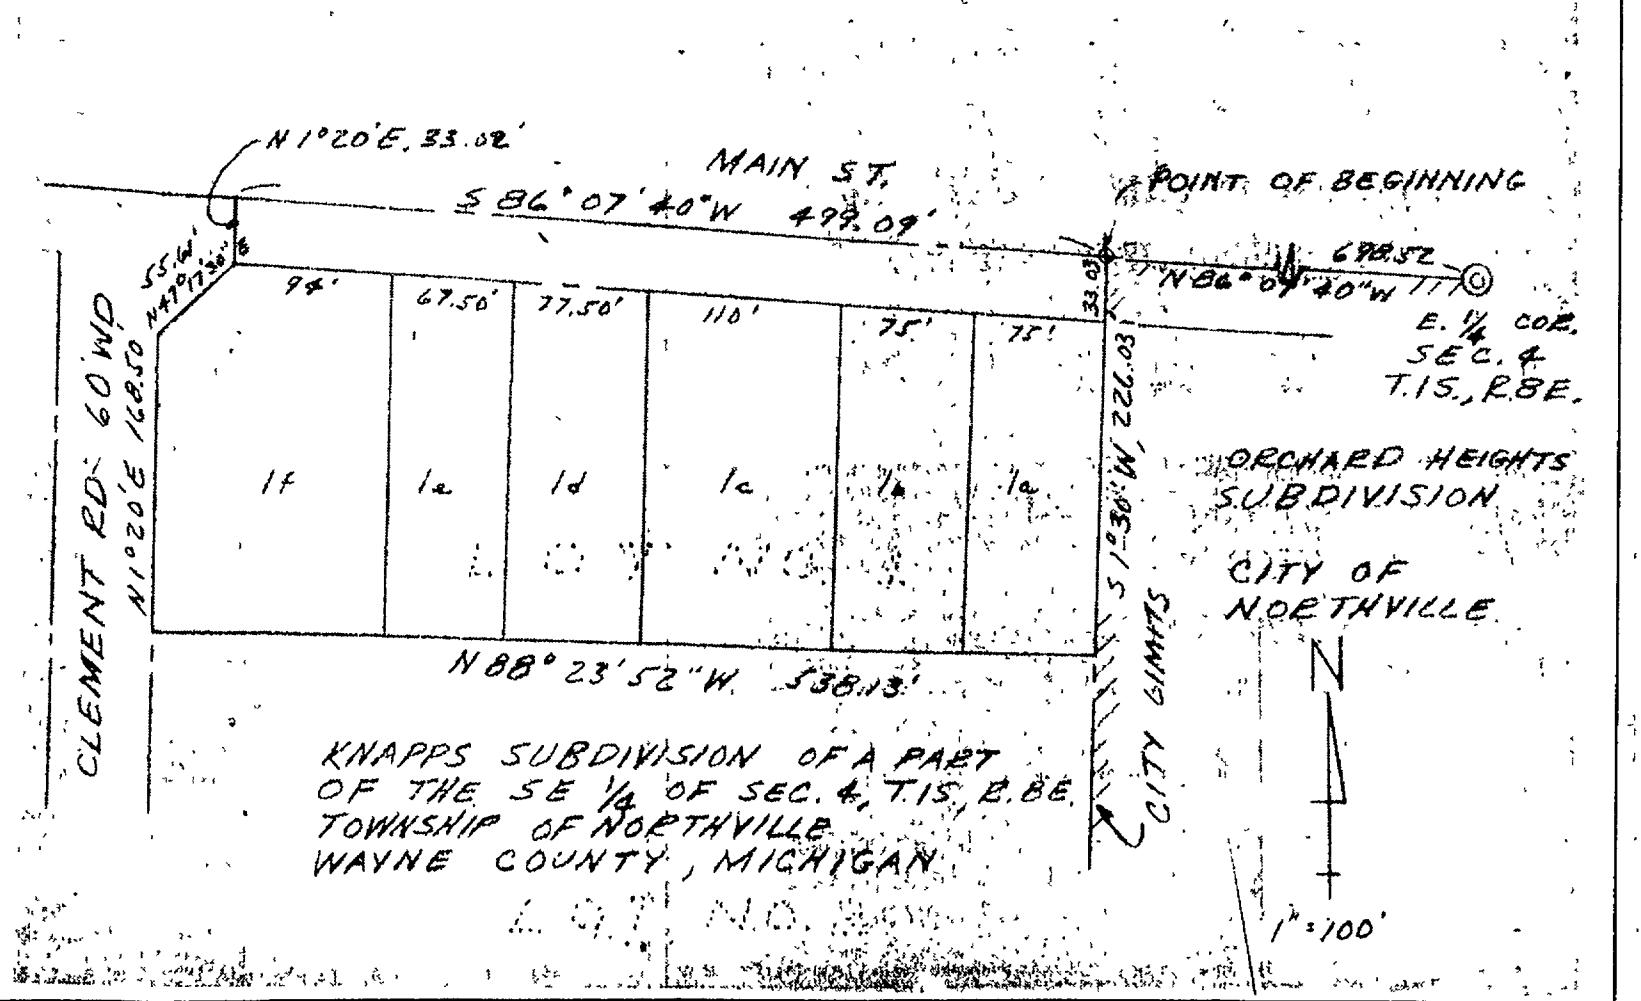 N 1°20'E, 33.02'
MAIN ST.
S 86° 07' 40" W 499.09'
POINT OF BEGINNING
698.52
N 86° 07' 40" W
E. 1/4 COR.
SEC. 4
T.1S., R.8E.
55.61'
N 47° 17' 30" E
94'
67.50'
77.50'
110'
75'
75'
33.03
CLEMENT RD- 60 WD
N 1°20'E 168.50
1f
1e
1d
1c
1b
1a
S 1°30" W, 226.03
LOT NO.
ORCHARD HEIGHTS
SUBDIVISION
CITY OF
NORTHVILLE
CITY LIMITS
N 88° 23' 52" W. 538.13'
N
KNAPPS SUBDIVISION OF A PART
OF THE SE 1/4 OF SEC. 4, T.1S., R.8E.
TOWNSHIP OF NORTHVILLE
WAYNE COUNTY, MICHIGAN
LOT NO.
1" = 100'